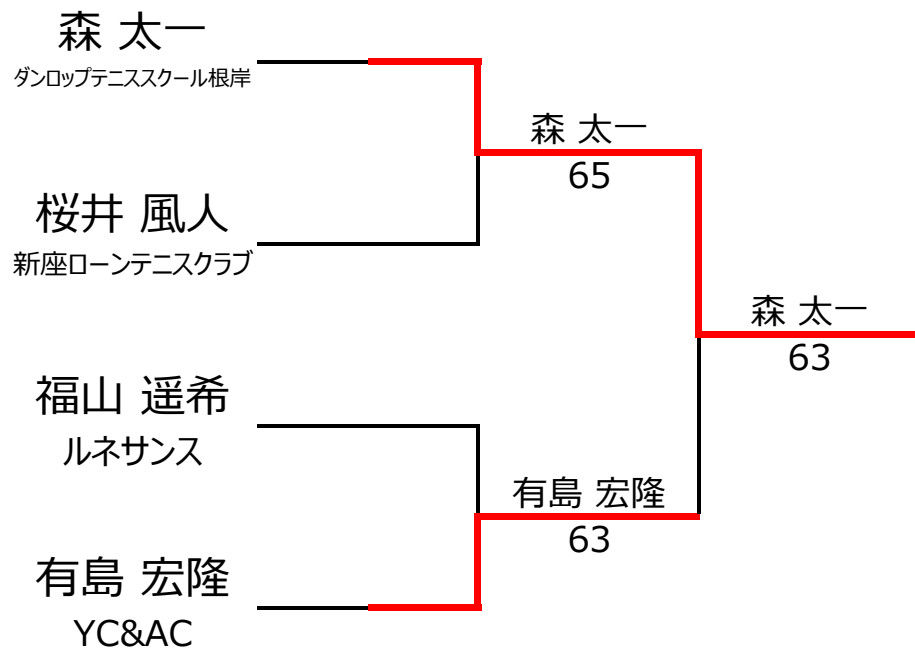 森 太一
ダンロップテニススクール根岸
森 太一
65
桜井 風人
新座ローンテニスクラブ
森 太一
63
福山 遥希
ルネサンス
有島 宏隆
63
有島 宏隆
YC&AC